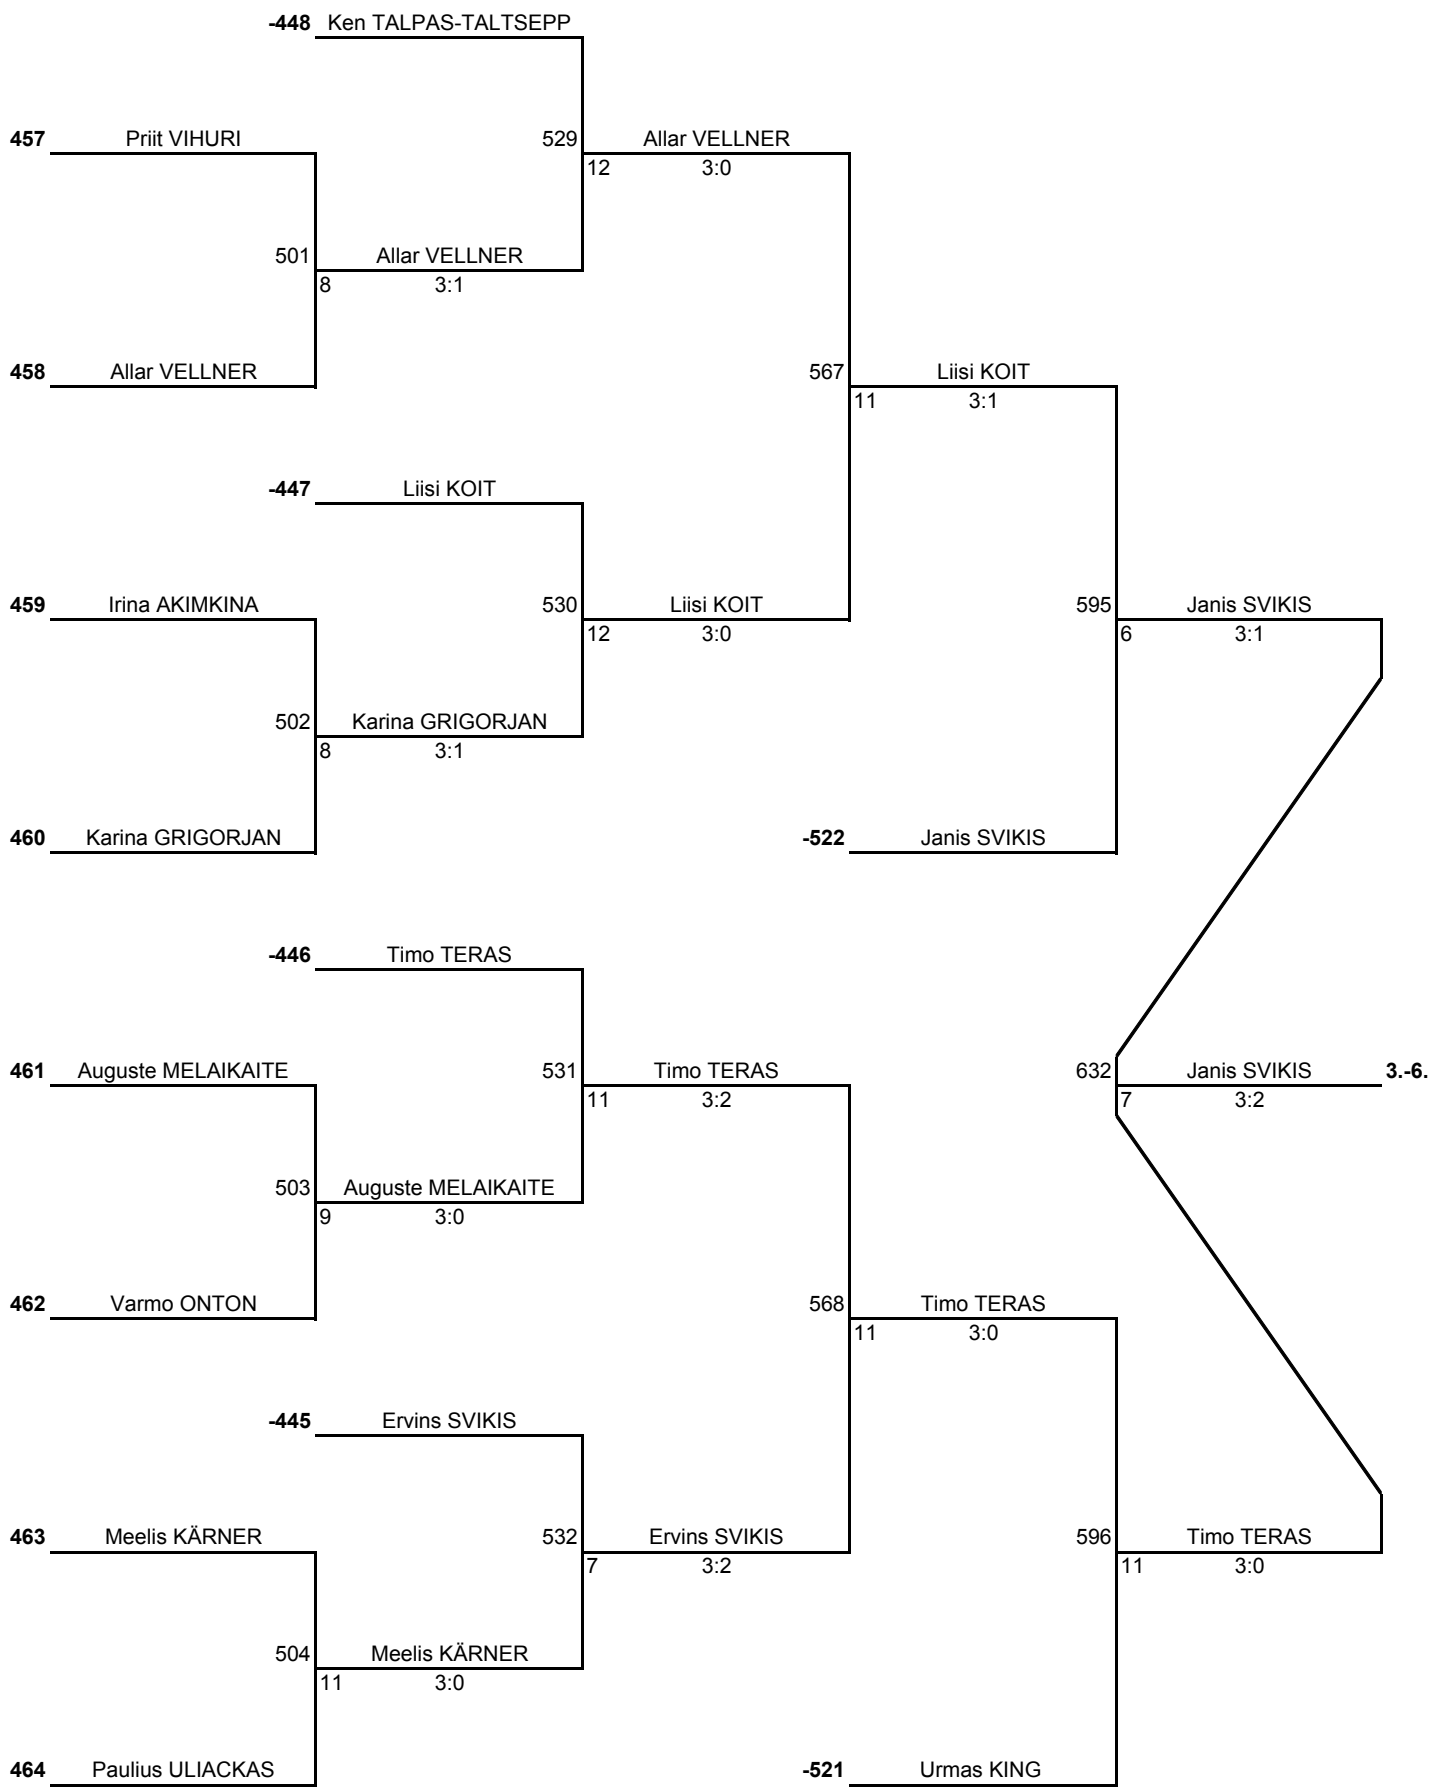 -448 Ken TALPAS-TALTSEPP
457 Priit VIHURI 529 Allar VELLNER
12 3:0
501 Allar VELLNER
8 3:1
458 Allar VELLNER 567 Liisi KOIT
11 3:1
-447 Liisi KOIT
459 Irina AKIMKINA 530 Liisi KOIT 595 Janis SVIKIS
12 3:0 6 3:1
502 Karina GRIGORJAN
8 3:1
460 Karina GRIGORJAN -522 Janis SVIKIS
-446 Timo TERAS
461 Auguste MELAIKAITE 531 Timo TERAS 632 Janis SVIKIS 3.-6.
11 3:2 7 3:2
503 Auguste MELAIKAITE
9 3:0
462 Varmo ONTON 568 Timo TERAS
11 3:0
-445 Ervins SVIKIS
463 Meelis KÄRNER 532 Ervins SVIKIS 596 Timo TERAS
7 3:2 11 3:0
504 Meelis KÄRNER
11 3:0
464 Paulius ULIACKAS -521 Urmas KING